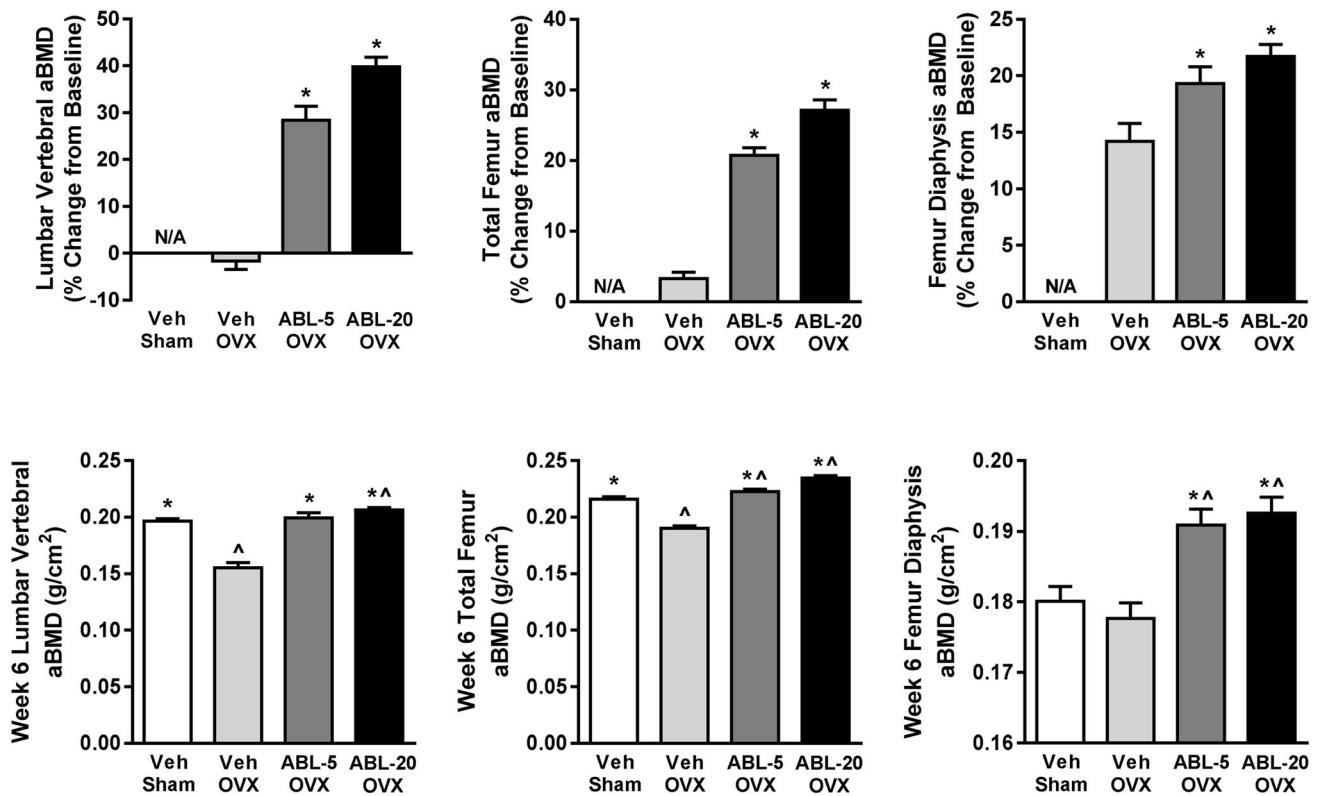 Lumbar Vertebral aBMD
(% Change from Baseline)
50
40
30
20
10
0
-10
N/A
*
*
Veh Veh ABL-5 ABL-20
Sham OVX OVX OVX
Total Femur aBMD
(% Change from Baseline)
40
30
20
10
0
N/A
*
*
Veh Veh ABL-5 ABL-20
Sham OVX OVX OVX
Femur Diaphysis aBMD
(% Change from Baseline)
25
20
15
10
5
0
N/A
*
*
Veh Veh ABL-5 ABL-20
Sham OVX OVX OVX
Week 6 Lumbar Vertebral
aBMD (g/cm²)
0.25
0.20
0.15
0.10
0.05
0.00
*
^
*
*^
Veh Veh ABL-5 ABL-20
Sham OVX OVX OVX
Week 6 Total Femur
aBMD (g/cm²)
0.25
0.20
0.15
0.10
0.05
0.00
*
^
*^
*^
Veh Veh ABL-5 ABL-20
Sham OVX OVX OVX
Week 6 Femur Diaphysis
aBMD (g/cm²)
0.20
0.19
0.18
0.17
0.16
*^
*^
Veh Veh ABL-5 ABL-20
Sham OVX OVX OVX